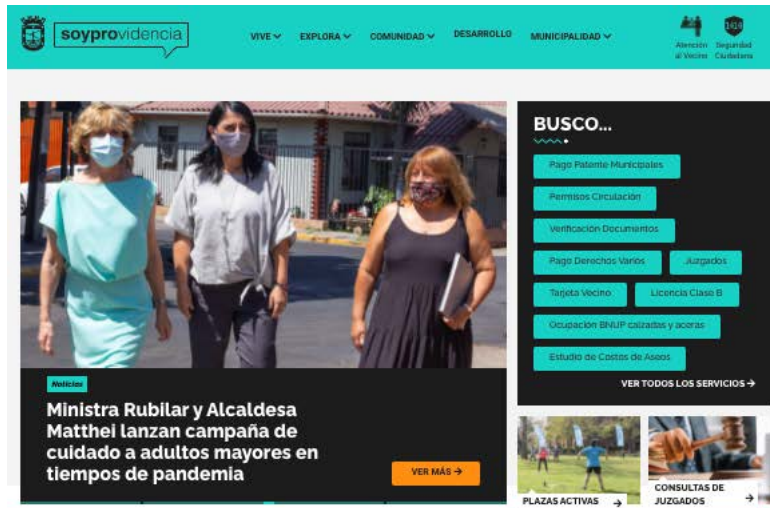 soyprovidencia
VIVE
EXPLORA
COMUNIDAD
DESARROLLO
MUNICIPALIDAD
1414
Atención
al Vecino
Seguridad
Ciudadana
BUSCO...
Pago Patente Municipales
Permisos Circulación
Verificación Documentos
Pago Derechos Varios
Juzgados
Tarjeta Vecino
Licencia Clase B
Ocupación BNUP calzadas y aceras
Estudio de Costos de Aseos
VER TODOS LOS SERVICIOS →
Noticias
Ministra Rubilar y Alcaldesa
Matthei lanzan campaña de
cuidado a adultos mayores en
tiempos de pandemia
VER MÁS →
PLAZAS ACTIVAS →
CONSULTAS DE
JUZGADOS →